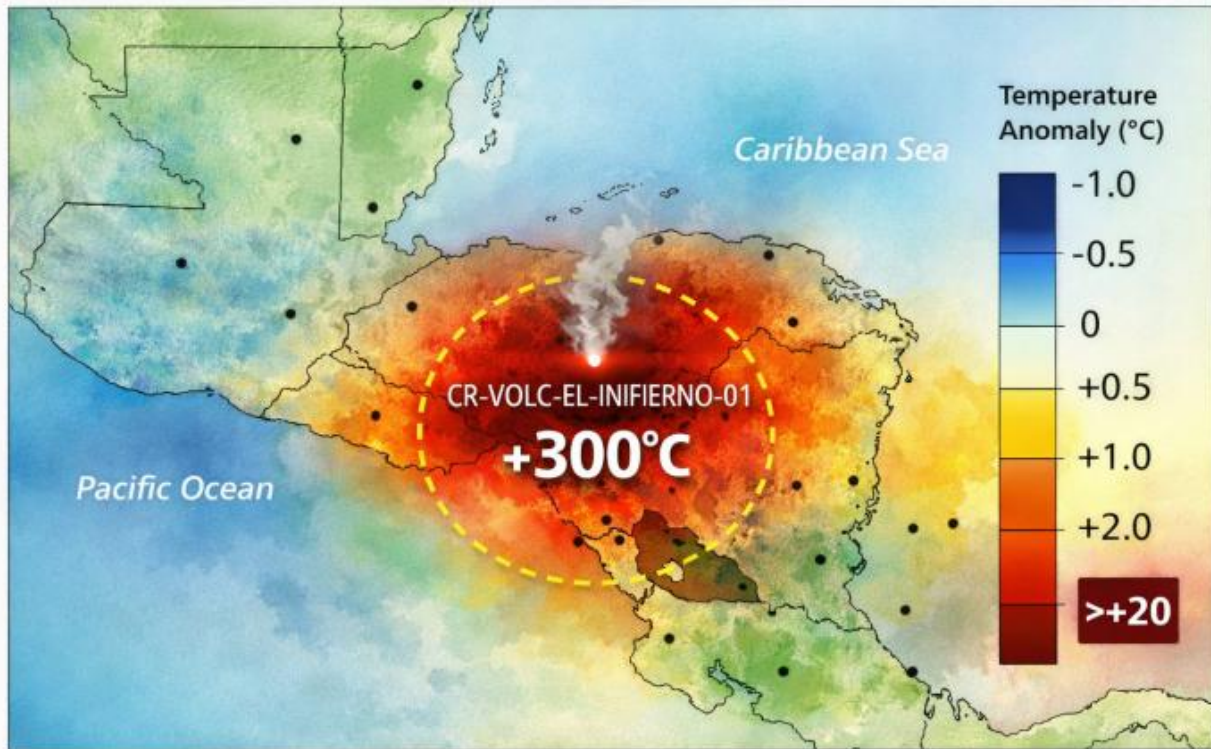 Temperature
Anomaly (°C)
Caribbean Sea
-1.0
-0.5
0
+0.5
+1.0
+2.0
>+20
CR-VOLC-EL-INIFIERNO-01
+300°C
Pacific Ocean